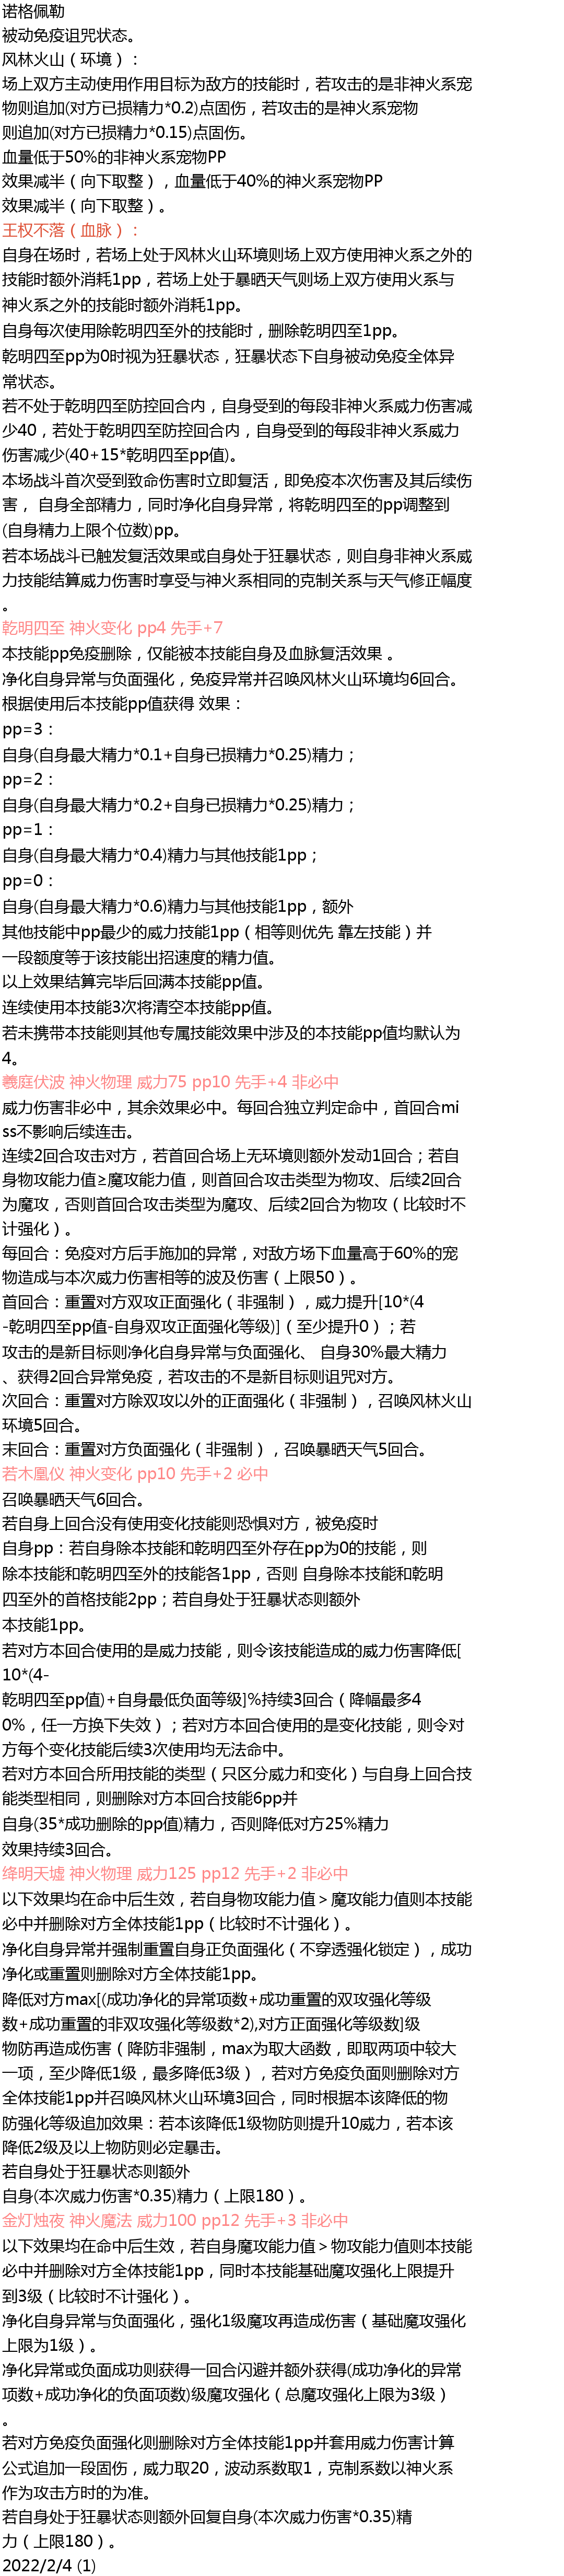 诺格佩勒
被动免疫诅咒状态。
风林火山（环境）：
场上双方主动使用作用目标为敌方的技能时，若攻击的是非神火系宠
物则追加(对方已损精力*0.2)点固伤，若攻击的是神火系宠物
则追加(对方已损精力*0.15)点固伤。
血量低于50%的非神火系宠物PP
效果减半（向下取整），血量低于40%的神火系宠物PP
效果减半（向下取整）。
王权不落（血脉）：
自身在场时，若场上处于风林火山环境则场上双方使用神火系之外的
技能时额外消耗1pp，若场上处于暴晒天气则场上双方使用火系与
神火系之外的技能时额外消耗1pp。
自身每次使用除乾明四至外的技能时，删除乾明四至1pp。
乾明四至pp为0时视为狂暴状态，狂暴状态下自身被动免疫全体异
常状态。
若不处于乾明四至防控回合内，自身受到的每段非神火系威力伤害减
少40，若处于乾明四至防控回合内，自身受到的每段非神火系威力
伤害减少(40+15*乾明四至pp值)。
本场战斗首次受到致命伤害时立即复活，即免疫本次伤害及其后续伤
害， 自身全部精力，同时净化自身异常，将乾明四至的pp调整到
(自身精力上限个位数)pp。
若本场战斗已触发复活效果或自身处于狂暴状态，则自身非神火系威
力技能结算威力伤害时享受与神火系相同的克制关系与天气修正幅度
。
乾明四至 神火变化 pp4 先手+7
本技能pp免疫删除，仅能被本技能自身及血脉复活效果 。
净化自身异常与负面强化，免疫异常并召唤风林火山环境均6回合。
根据使用后本技能pp值获得 效果：
pp=3：
自身(自身最大精力*0.1+自身已损精力*0.25)精力；
pp=2：
自身(自身最大精力*0.2+自身已损精力*0.25)精力；
pp=1：
自身(自身最大精力*0.4)精力与其他技能1pp；
pp=0：
自身(自身最大精力*0.6)精力与其他技能1pp，额外
其他技能中pp最少的威力技能1pp（相等则优先 靠左技能）并
一段额度等于该技能出招速度的精力值。
以上效果结算完毕后回满本技能pp值。
连续使用本技能3次将清空本技能pp值。
若未携带本技能则其他专属技能效果中涉及的本技能pp值均默认为
4。
羲庭伏波 神火物理 威力75 pp10 先手+4 非必中
威力伤害非必中，其余效果必中。每回合独立判定命中，首回合mi
ss不影响后续连击。
连续2回合攻击对方，若首回合场上无环境则额外发动1回合；若自
身物攻能力值≥魔攻能力值，则首回合攻击类型为物攻、后续2回合
为魔攻，否则首回合攻击类型为魔攻、后续2回合为物攻（比较时不
计强化）。
每回合：免疫对方后手施加的异常，对敌方场下血量高于60%的宠
物造成与本次威力伤害相等的波及伤害（上限50）。
首回合：重置对方双攻正面强化（非强制），威力提升[10*(4
-乾明四至pp值-自身双攻正面强化等级)]（至少提升0）；若
攻击的是新目标则净化自身异常与负面强化、 自身30%最大精力
、获得2回合异常免疫，若攻击的不是新目标则诅咒对方。
次回合：重置对方除双攻以外的正面强化（非强制），召唤风林火山
环境5回合。
末回合：重置对方负面强化（非强制），召唤暴晒天气5回合。
若木凰仪 神火变化 pp10 先手+2 必中
召唤暴晒天气6回合。
若自身上回合没有使用变化技能则恐惧对方，被免疫时
自身pp：若自身除本技能和乾明四至外存在pp为0的技能，则
除本技能和乾明四至外的技能各1pp，否则 自身除本技能和乾明
四至外的首格技能2pp；若自身处于狂暴状态则额外
本技能1pp。
若对方本回合使用的是威力技能，则令该技能造成的威力伤害降低[
10*(4-
乾明四至pp值)+自身最低负面等级]%持续3回合（降幅最多4
0%，任一方换下失效）；若对方本回合使用的是变化技能，则令对
方每个变化技能后续3次使用均无法命中。
若对方本回合所用技能的类型（只区分威力和变化）与自身上回合技
能类型相同，则删除对方本回合技能6pp并
自身(35*成功删除的pp值)精力，否则降低对方25%精力
效果持续3回合。
绛明天墟 神火物理 威力125 pp12 先手+2 非必中
以下效果均在命中后生效，若自身物攻能力值＞魔攻能力值则本技能
必中并删除对方全体技能1pp（比较时不计强化）。
净化自身异常并强制重置自身正负面强化（不穿透强化锁定），成功
净化或重置则删除对方全体技能1pp。
降低对方max[(成功净化的异常项数+成功重置的双攻强化等级
数+成功重置的非双攻强化等级数*2),对方正面强化等级数]级
物防再造成伤害（降防非强制，max为取大函数，即取两项中较大
一项，至少降低1级，最多降低3级），若对方免疫负面则删除对方
全体技能1pp并召唤风林火山环境3回合，同时根据本该降低的物
防强化等级追加效果：若本该降低1级物防则提升10威力，若本该
降低2级及以上物防则必定暴击。
若自身处于狂暴状态则额外
自身(本次威力伤害*0.35)精力（上限180）。
金灯烛夜 神火魔法 威力100 pp12 先手+3 非必中
以下效果均在命中后生效，若自身魔攻能力值＞物攻能力值则本技能
必中并删除对方全体技能1pp，同时本技能基础魔攻强化上限提升
到3级（比较时不计强化）。
净化自身异常与负面强化，强化1级魔攻再造成伤害（基础魔攻强化
上限为1级）。
净化异常或负面成功则获得一回合闪避并额外获得(成功净化的异常
项数+成功净化的负面项数)级魔攻强化（总魔攻强化上限为3级）
。
若对方免疫负面强化则删除对方全体技能1pp并套用威力伤害计算
公式追加一段固伤，威力取20，波动系数取1，克制系数以神火系
作为攻击方时的为准。
若自身处于狂暴状态则额外回复自身(本次威力伤害*0.35)精
力（上限180）。
2022/2/4 (1)